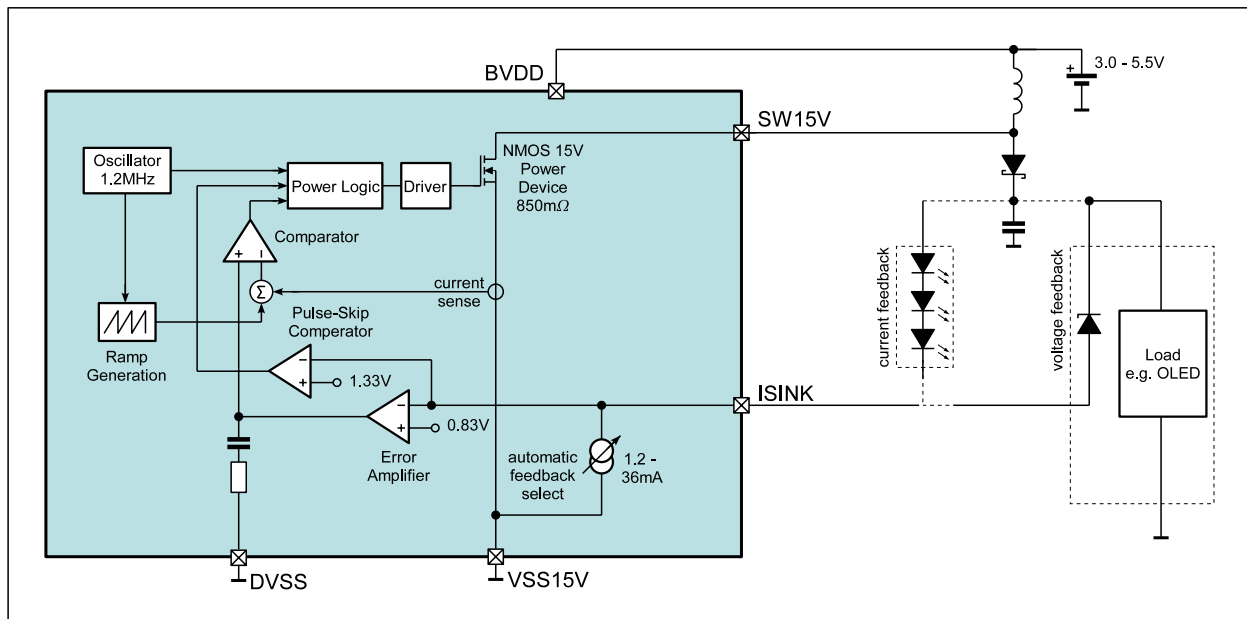 BVDD
+
3.0 - 5.5V
SW15V
Oscillator
1.2MHz
Power Logic
Driver
NMOS 15V
Power
Device
850mΩ
Comparator
+
–
Σ
current
sense
Ramp
Generation
Pulse-Skip
Comperator
–
+
1.33V
–
+
0.83V
Error
Amplifier
automatic
feedback
select
1.2 -
36mA
ISINK
current feedback
voltage feedback
Load
e.g. OLED
DVSS
VSS15V